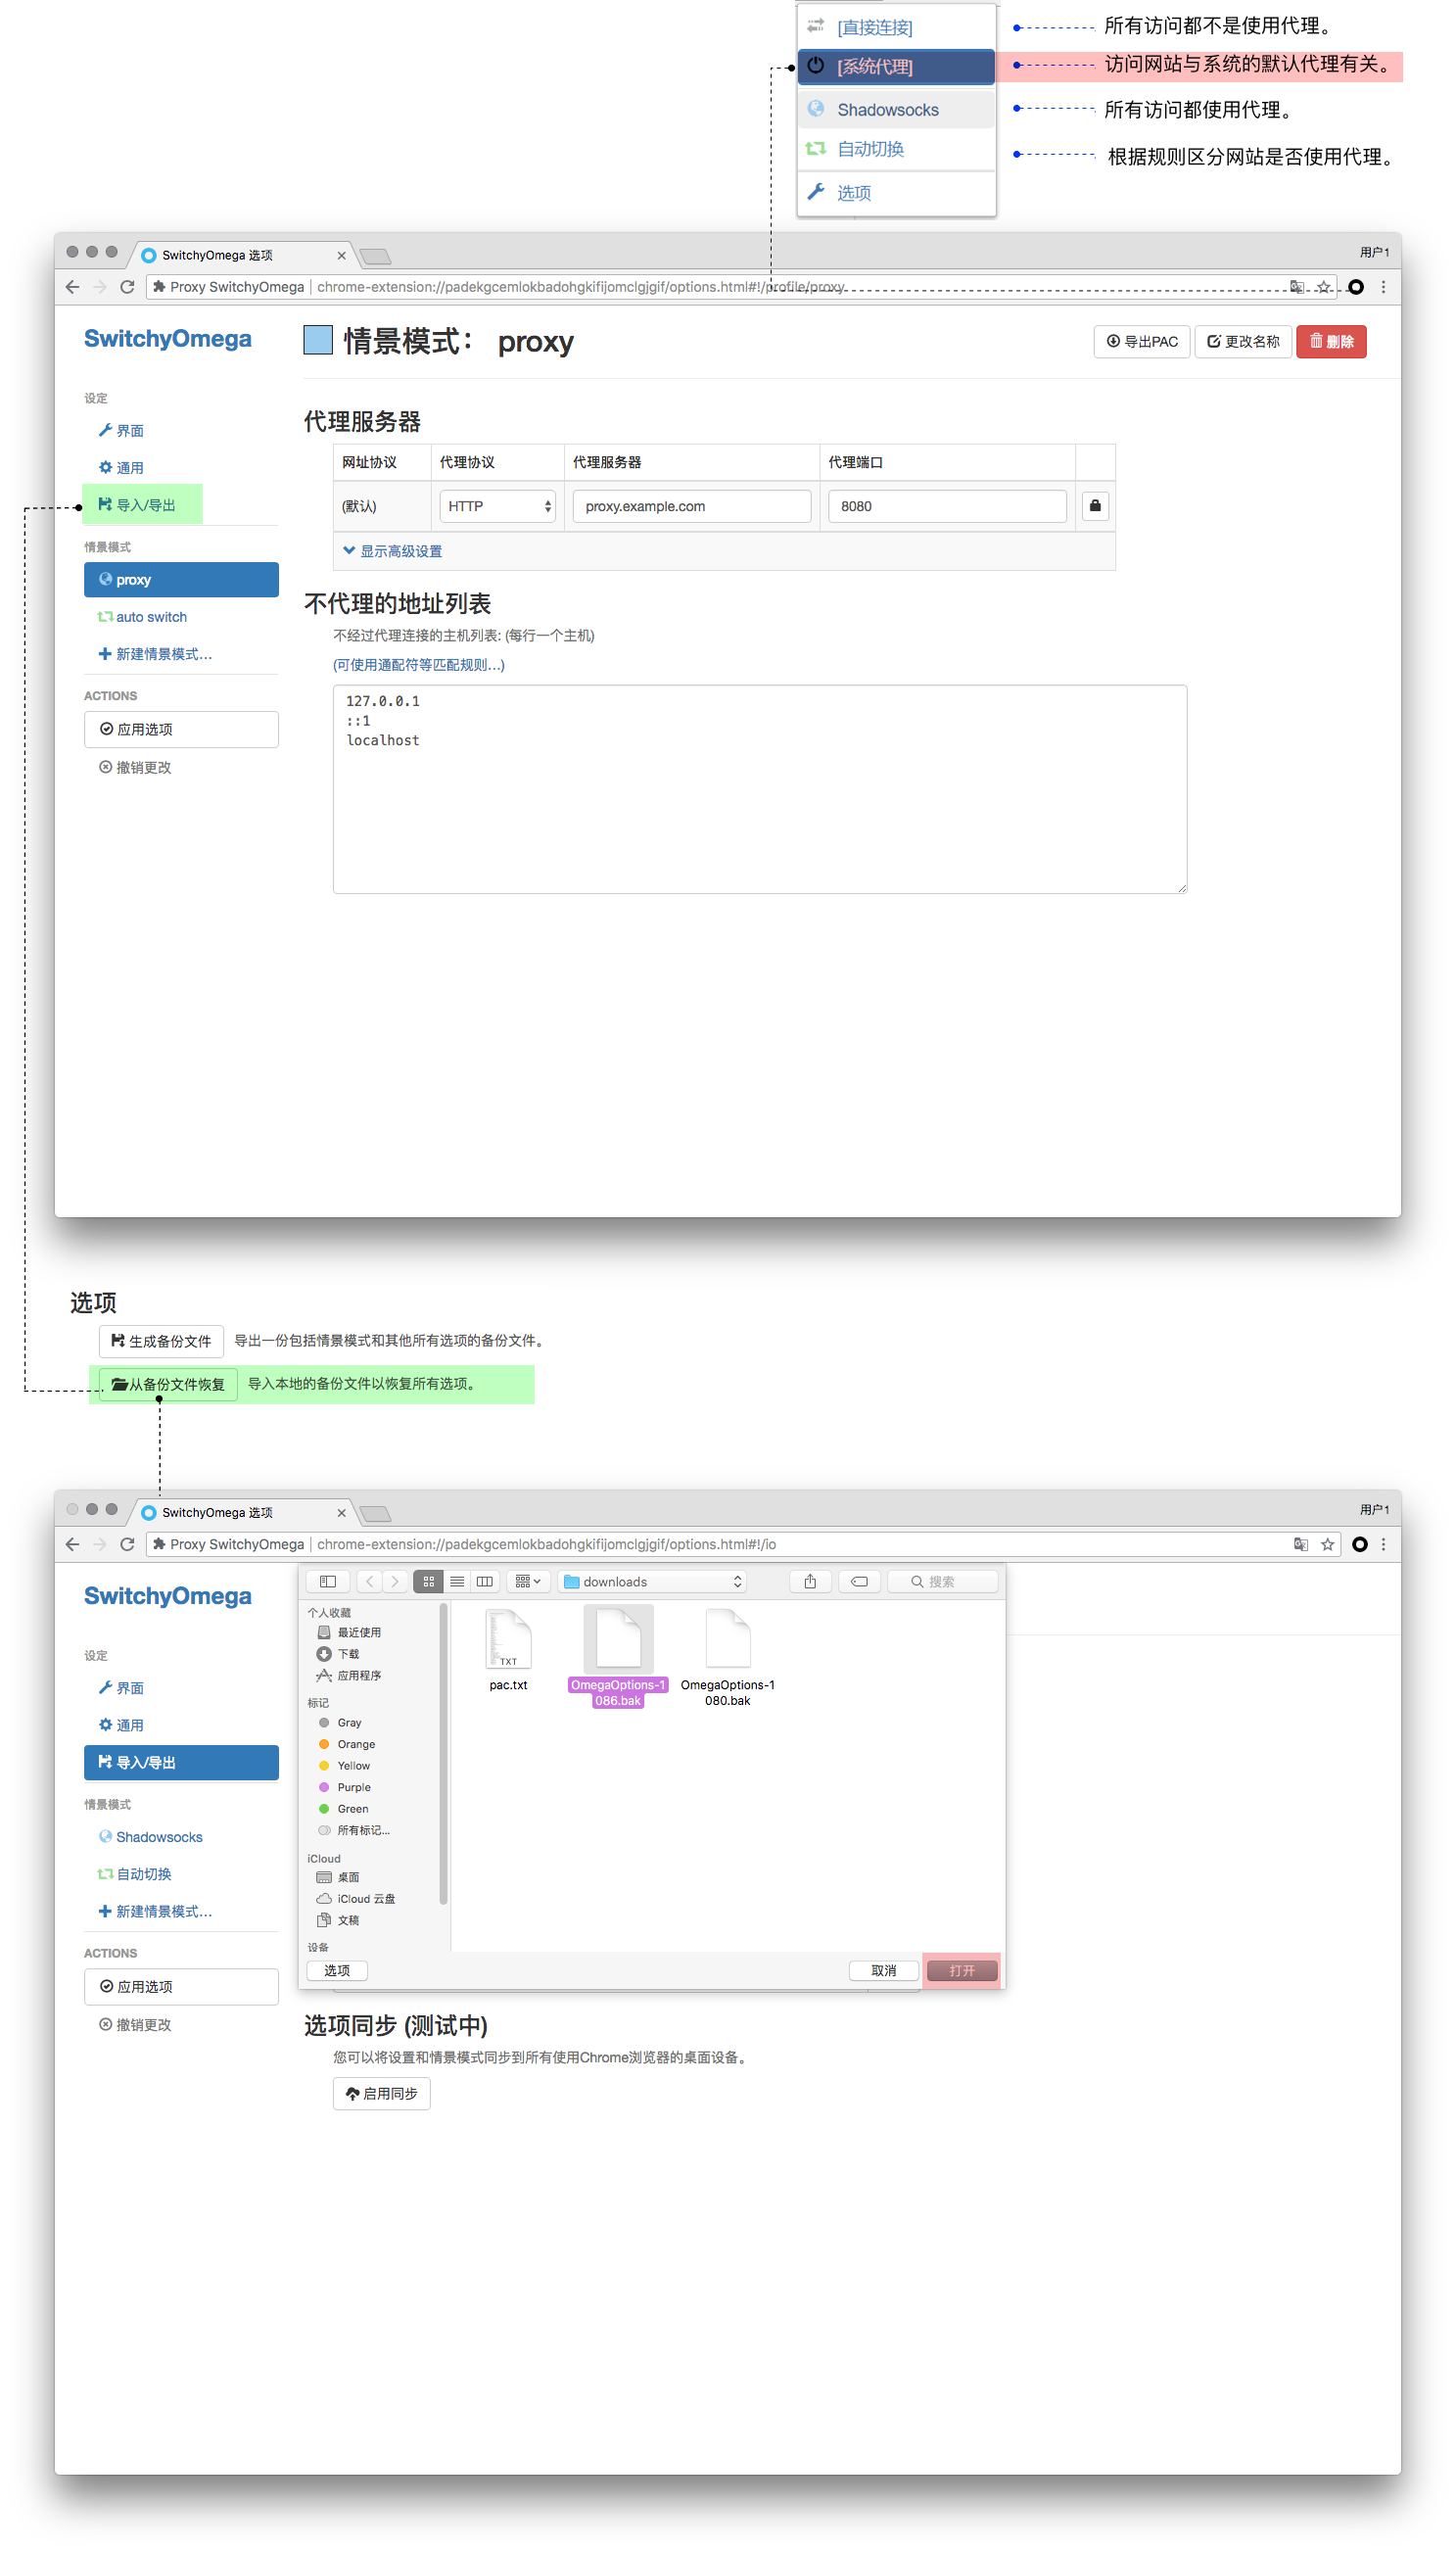 [直接连接]
所有访问都不是使用代理。
[系统代理]
访问网站与系统的默认代理有关。
Shadowsocks
所有访问都使用代理。
自动切换
根据规则区分网站是否使用代理。
选项
SwitchyOmega 选项
用户1
Proxy SwitchyOmega | chrome-extension://padekgcemlokbadohgkifijomclgjgif/options.html#!/profile/proxy
SwitchyOmega
情景模式： proxy
导出PAC 更改名称 删除
设定
界面
通用
导入/导出
情景模式
proxy
auto switch
新建情景模式...
ACTIONS
应用选项
撤销更改
代理服务器
网址协议 代理协议 代理服务器 代理端口
(默认) HTTP proxy.example.com 8080
显示高级设置
不代理的地址列表
不经过代理连接的主机列表: (每行一个主机)
(可使用通配符等匹配规则...)
127.0.0.1
::1
localhost
选项
生成备份文件 导出一份包括情景模式和其他所有选项的备份文件。
从备份文件恢复 导入本地的备份文件以恢复所有选项。
SwitchyOmega 选项
用户1
Proxy SwitchyOmega | chrome-extension://padekgcemlokbadohgkifijomclgjgif/options.html#!/io
SwitchyOmega
设定
界面
通用
导入/导出
情景模式
Shadowsocks
自动切换
新建情景模式...
ACTIONS
应用选项
撤销更改
downloads
搜索
个人收藏
最近使用
下载
应用程序
标记
Gray
Orange
Yellow
Purple
Green
所有标记...
iCloud
桌面
iCloud 云盘
文稿
设备
TXT
pac.txt
OmegaOptions-1
086.bak
OmegaOptions-1
080.bak
选项 取消 打开
选项同步 (测试中)
您可以将设置和情景模式同步到所有使用Chrome浏览器的桌面设备。
启用同步